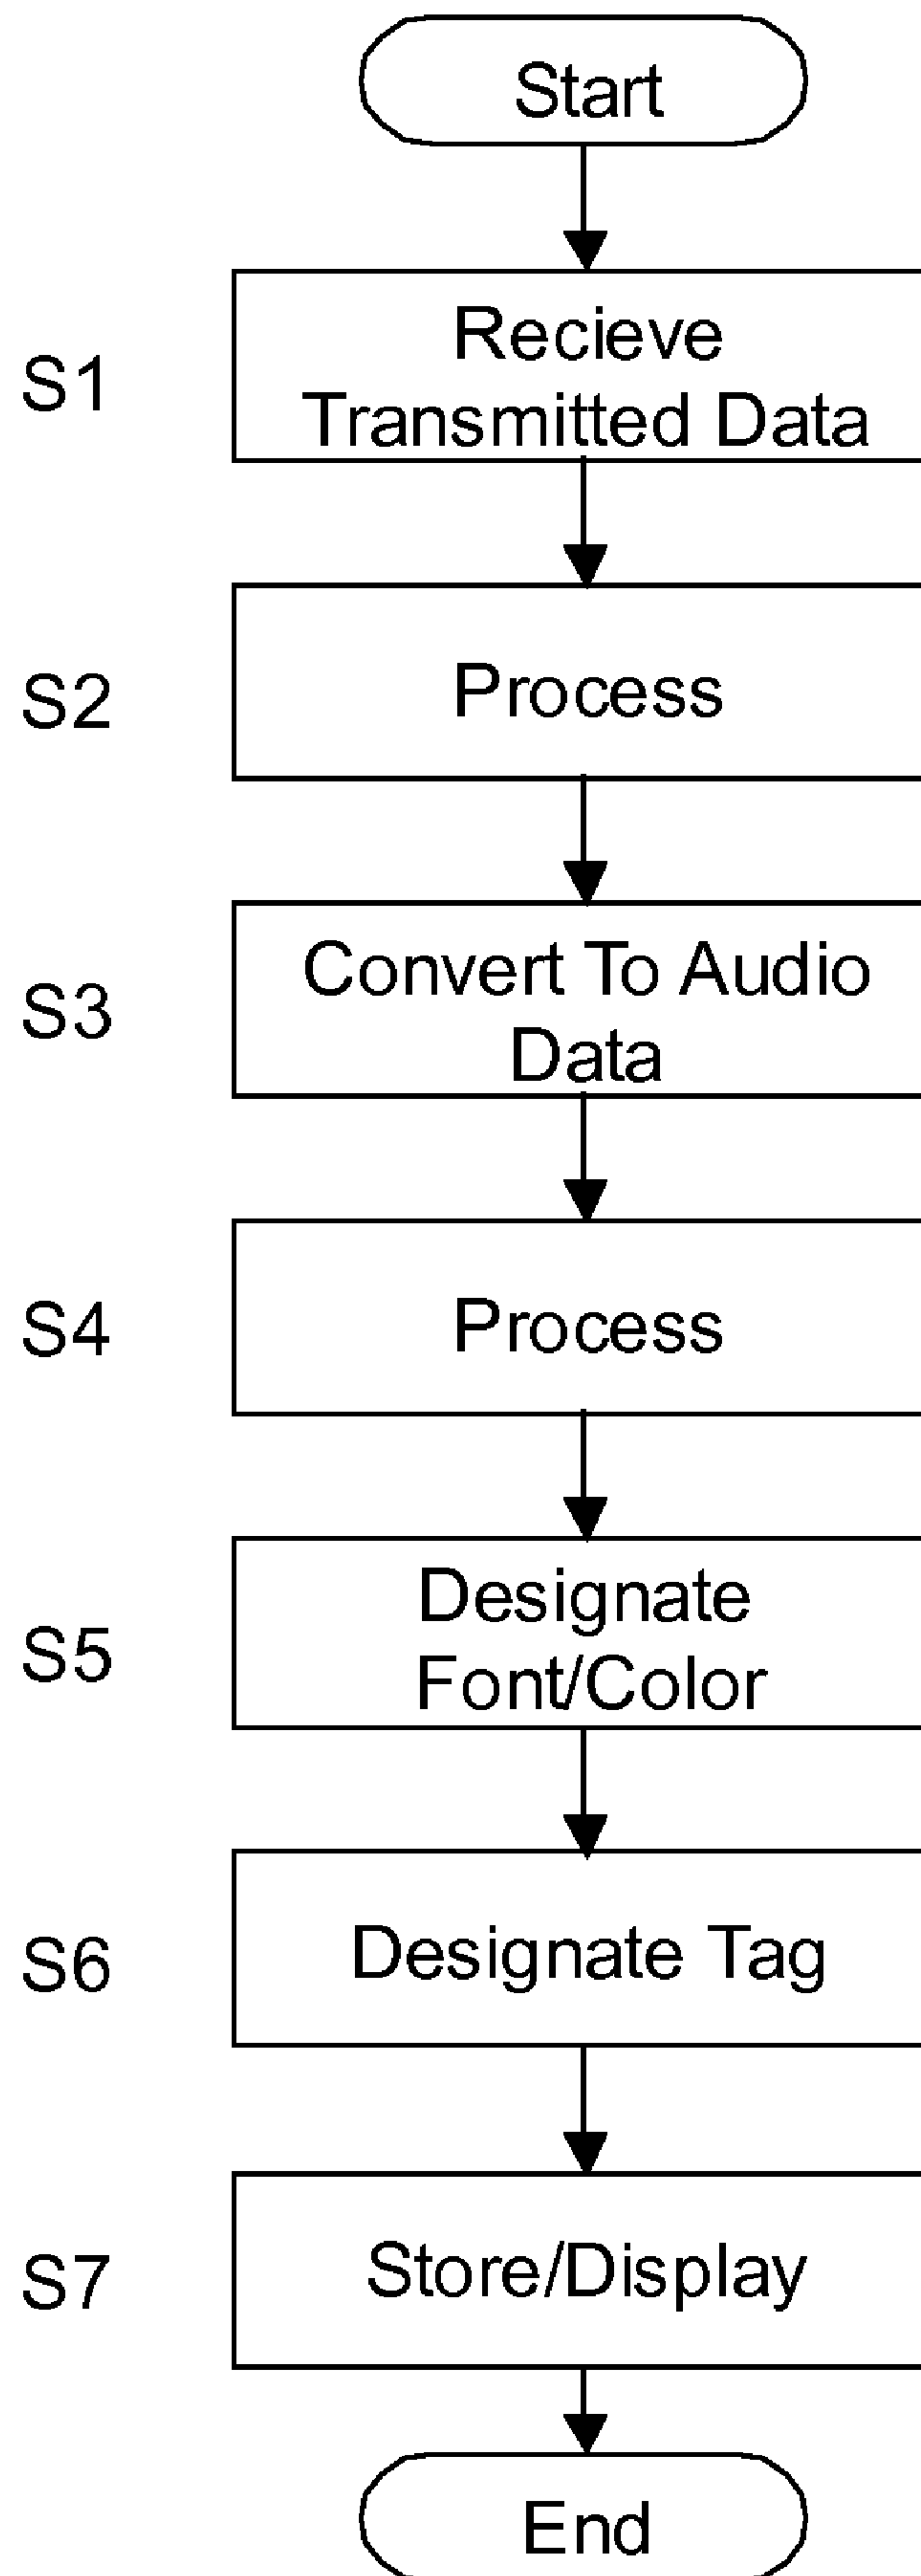 Start
S1
Recieve
Transmitted Data
S2
Process
S3
Convert To Audio
Data
S4
Process
S5
Designate
Font/Color
S6
Designate Tag
S7
Store/Display
End